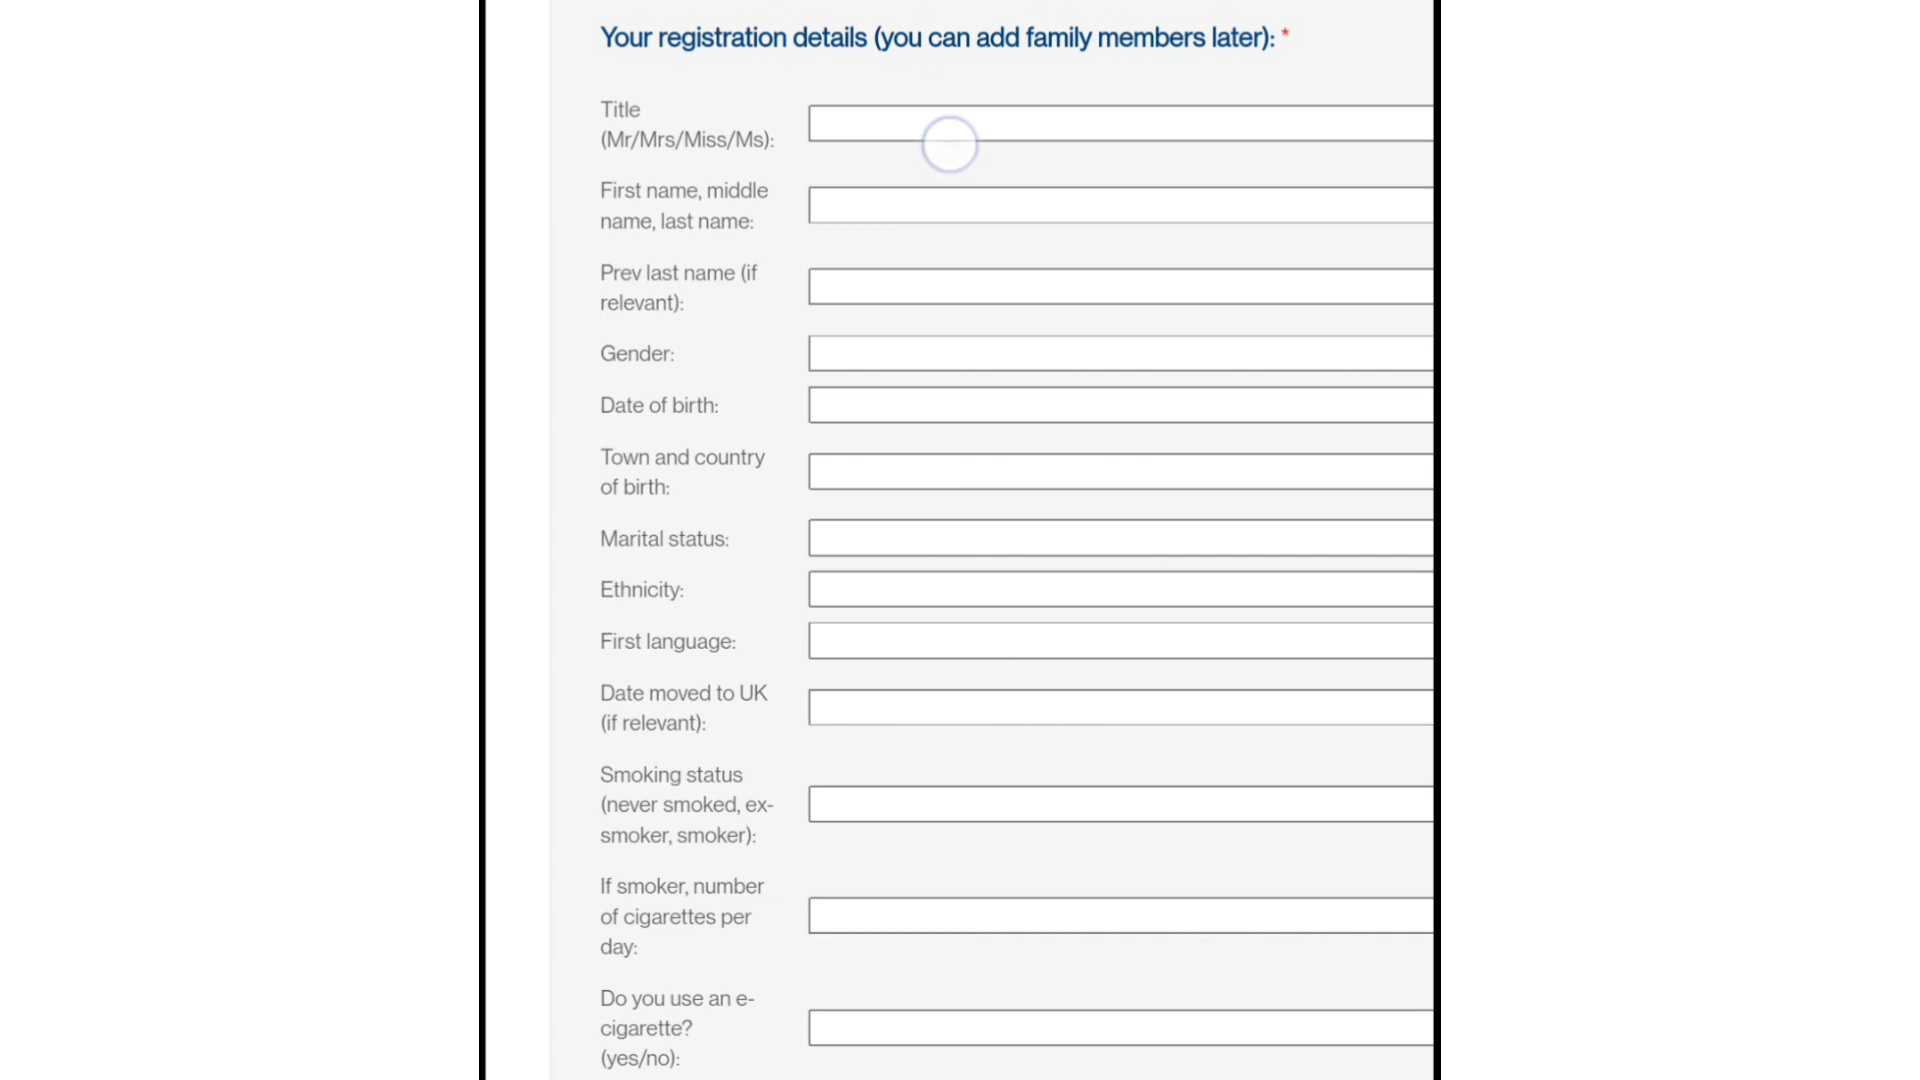 Your registration details (you can add family members later): *
Title
(Mr/Mrs/Miss/Ms):
First name, middle
name, last name:
Prev last name (if
relevant):
Gender:
Date of birth:
Town and country
of birth:
Marital status:
Ethnicity:
First language:
Date moved to UK
(if relevant):
Smoking status
(never smoked, ex-
smoker, smoker):
If smoker, number
of cigarettes per
day:
Do you use an e-
cigarette?
(yes/no):